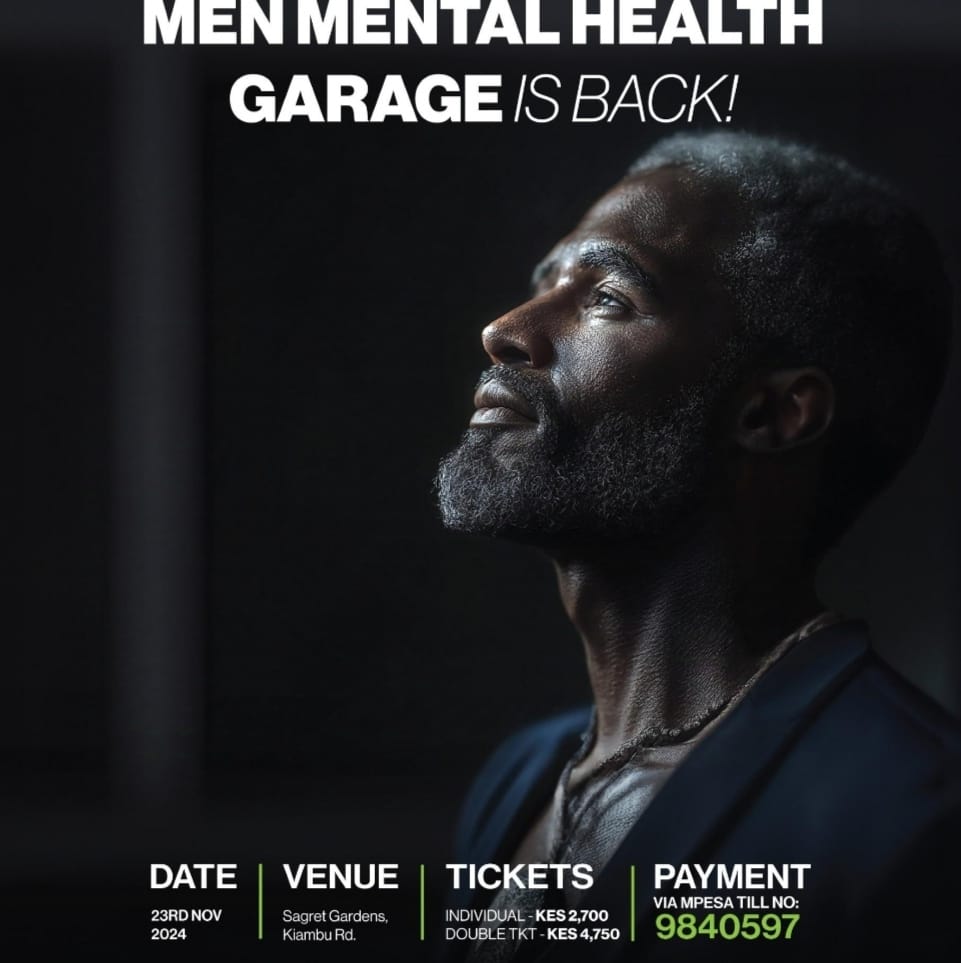 MEN MENTAL HEALTH
GARAGE IS BACK!
DATE
23RD NOV
2024
VENUE
Sagret Gardens,
Kiambu Rd.
TICKETS
INDIVIDUAL - KES 2,700
DOUBLE TKT - KES 4,750
PAYMENT
VIA MPESA TILL NO:
9840597